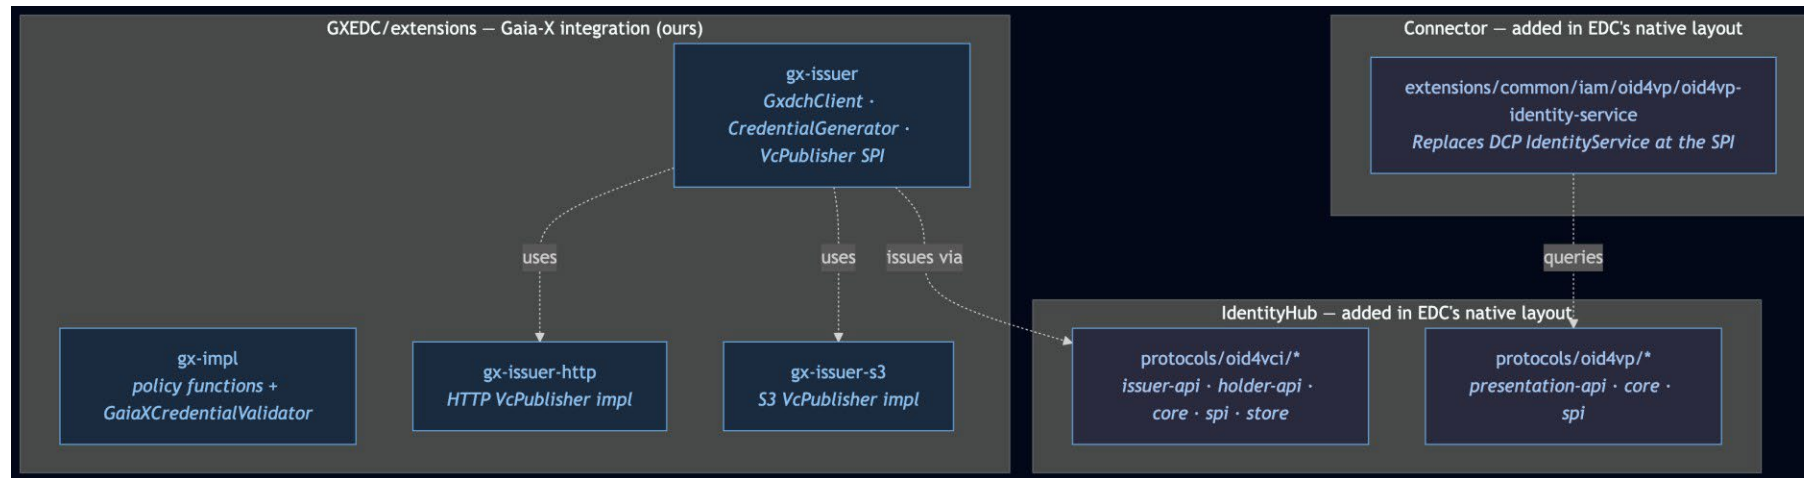 GXEDC/extensions — Gaia-X integration (ours)
gx-issuer
GxdchClient ·
CredentialGenerator ·
VcPublisher SPI
Connector — added in EDC's native layout
extensions/common/iam/oid4vp/oid4vp-
identity-service
Replaces DCP IdentityService at the SPI
uses
uses
issues via
queries
gx-impl
policy functions +
GaiaXCredentialValidator
gx-issuer-http
HTTP VcPublisher impl
gx-issuer-s3
S3 VcPublisher impl
IdentityHub — added in EDC's native layout
protocols/oid4vci/*
issuer-api · holder-api ·
core · spi · store
protocols/oid4vp/*
presentation-api · core ·
spi